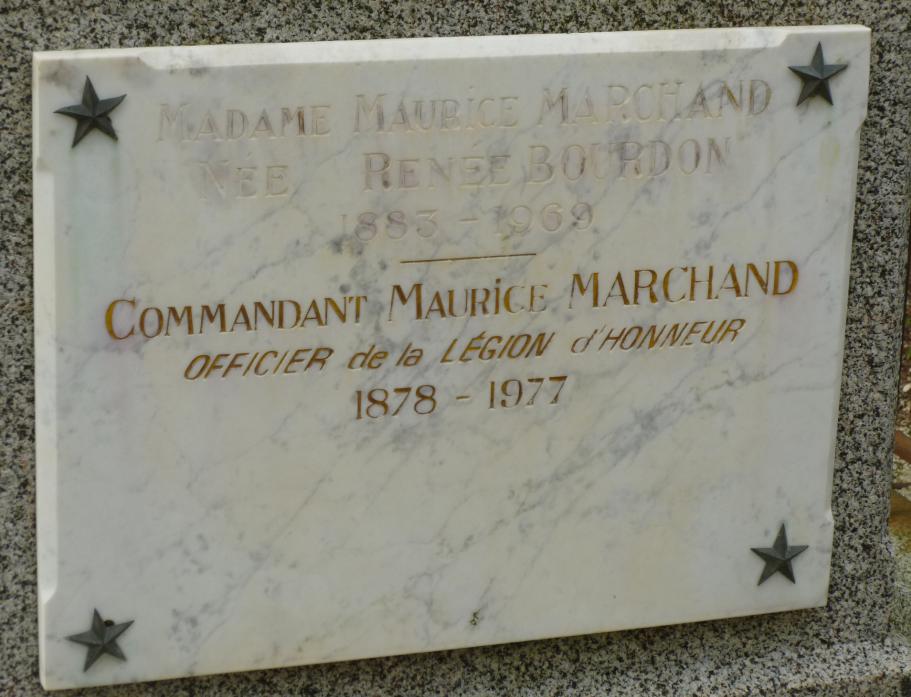 MADAME MAURICE MARCHAND
NÉE RENÉE BOURDON
1883 - 1969
COMMANDANT MAURICE MARCHAND
OFFICIER de la LÉGION d'HONNEUR
1878 - 1977